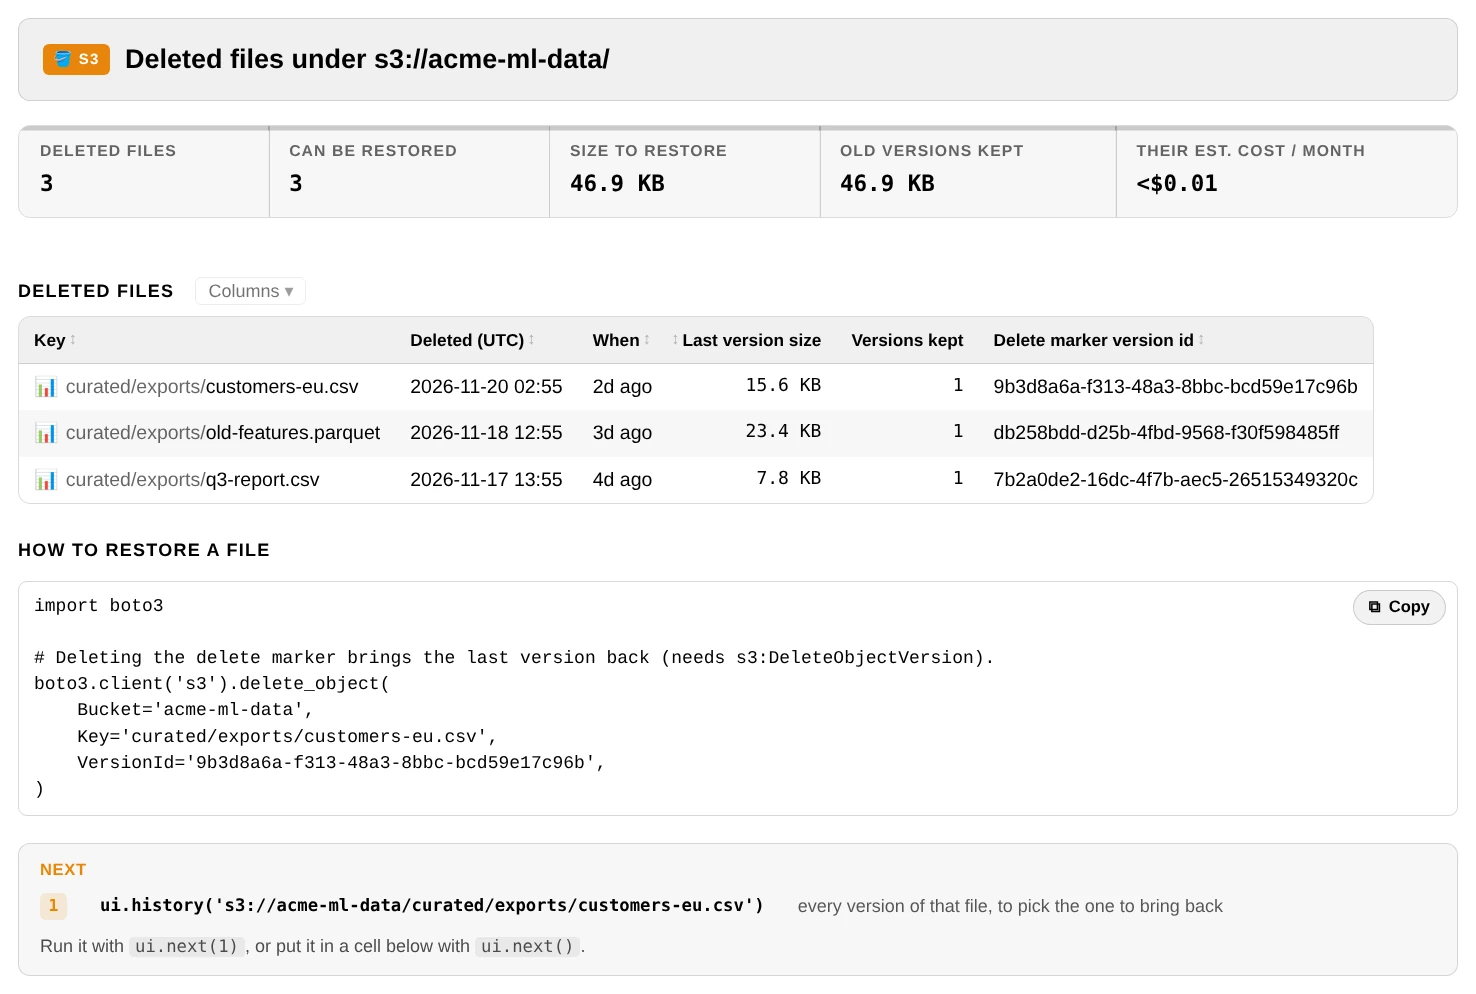 S3 Deleted files under s3://acme-ml-data/
DELETED FILES CAN BE RESTORED SIZE TO RESTORE OLD VERSIONS KEPT THEIR EST. COST / MONTH
3 3 46.9 KB 46.9 KB <$0.01
DELETED FILES Columns ▾
Key ↕ Deleted (UTC) ↕ When ↕ ↕ Last version size Versions kept Delete marker version id ↕
curated/exports/customers-eu.csv 2026-11-20 02:55 2d ago 15.6 KB 1 9b3d8a6a-f313-48a3-8bbc-bcd59e17c96b
curated/exports/old-features.parquet 2026-11-18 12:55 3d ago 23.4 KB 1 db258bdd-d25b-4fbd-9568-f30f598485ff
curated/exports/q3-report.csv 2026-11-17 13:55 4d ago 7.8 KB 1 7b2a0de2-16dc-4f7b-aec5-26515349320c
HOW TO RESTORE A FILE
import boto3
Copy
# Deleting the delete marker brings the last version back (needs s3:DeleteObjectVersion).
boto3.client('s3').delete_object(
    Bucket='acme-ml-data',
    Key='curated/exports/customers-eu.csv',
    VersionId='9b3d8a6a-f313-48a3-8bbc-bcd59e17c96b',
)
NEXT
1 ui.history('s3://acme-ml-data/curated/exports/customers-eu.csv') every version of that file, to pick the one to bring back
Run it with ui.next(1), or put it in a cell below with ui.next().